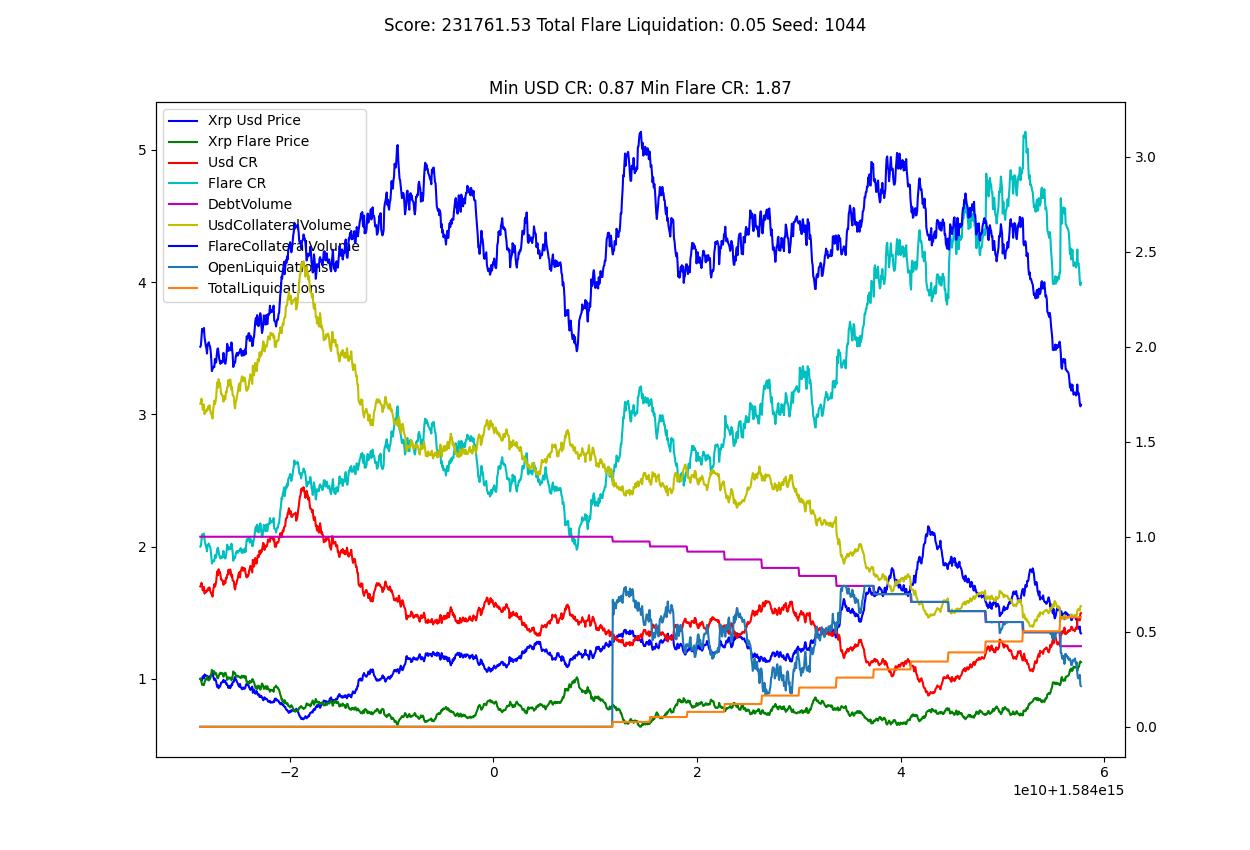 Score: 231761.53 Total Flare Liquidation: 0.05 Seed: 1044
Min USD CR: 0.87 Min Flare CR: 1.87
Xrp Usd Price
Xrp Flare Price
Usd CR
Flare CR
DebtVolume
UsdCollateralVolume
FlareCollateralVolume
OpenLiquidations
TotalLiquidations
5
4
3
2
1
3.0
2.5
2.0
1.5
1.0
0.5
0.0
−2
0
2
4
6
1e10+1.584e15